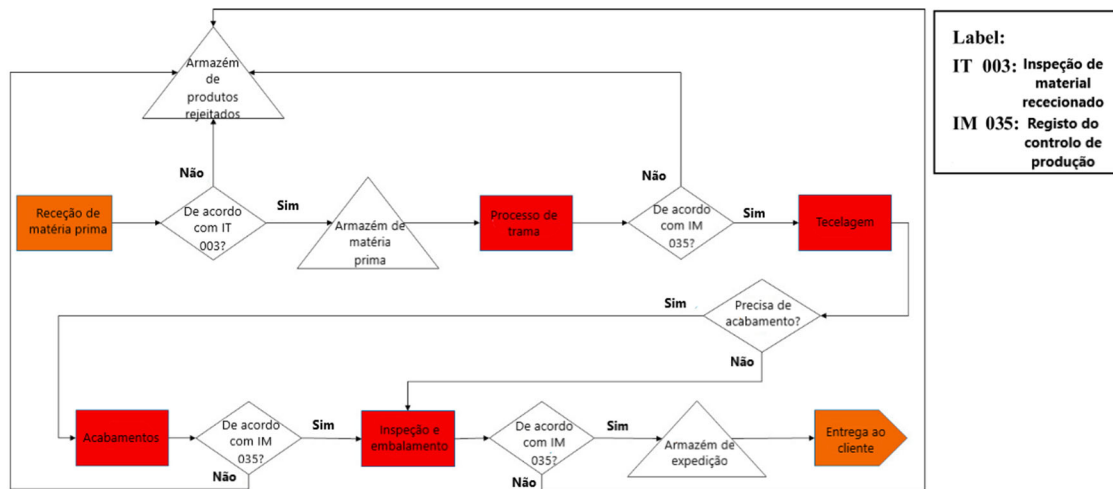 Armazém
de
produtos
rejeitados
Label:
IT 003: Inspeção de
material
rececionado
IM 035: Registo do
controlo de
produção
Não
Não
Receção de
matéria prima
De acordo
com IT
003?
Sim
Armazém de
matéria
prima
Processo de
trama
De acordo
com IM
035?
Sim
Tecelagem
Sim
Precisa de
acabamento?
Não
Acabamentos
De acordo
com IM
035?
Sim
Inspeção e
embalamento
De acordo
com IM
035?
Sim
Armazém de
expedição
Entrega ao
cliente
Não
Não